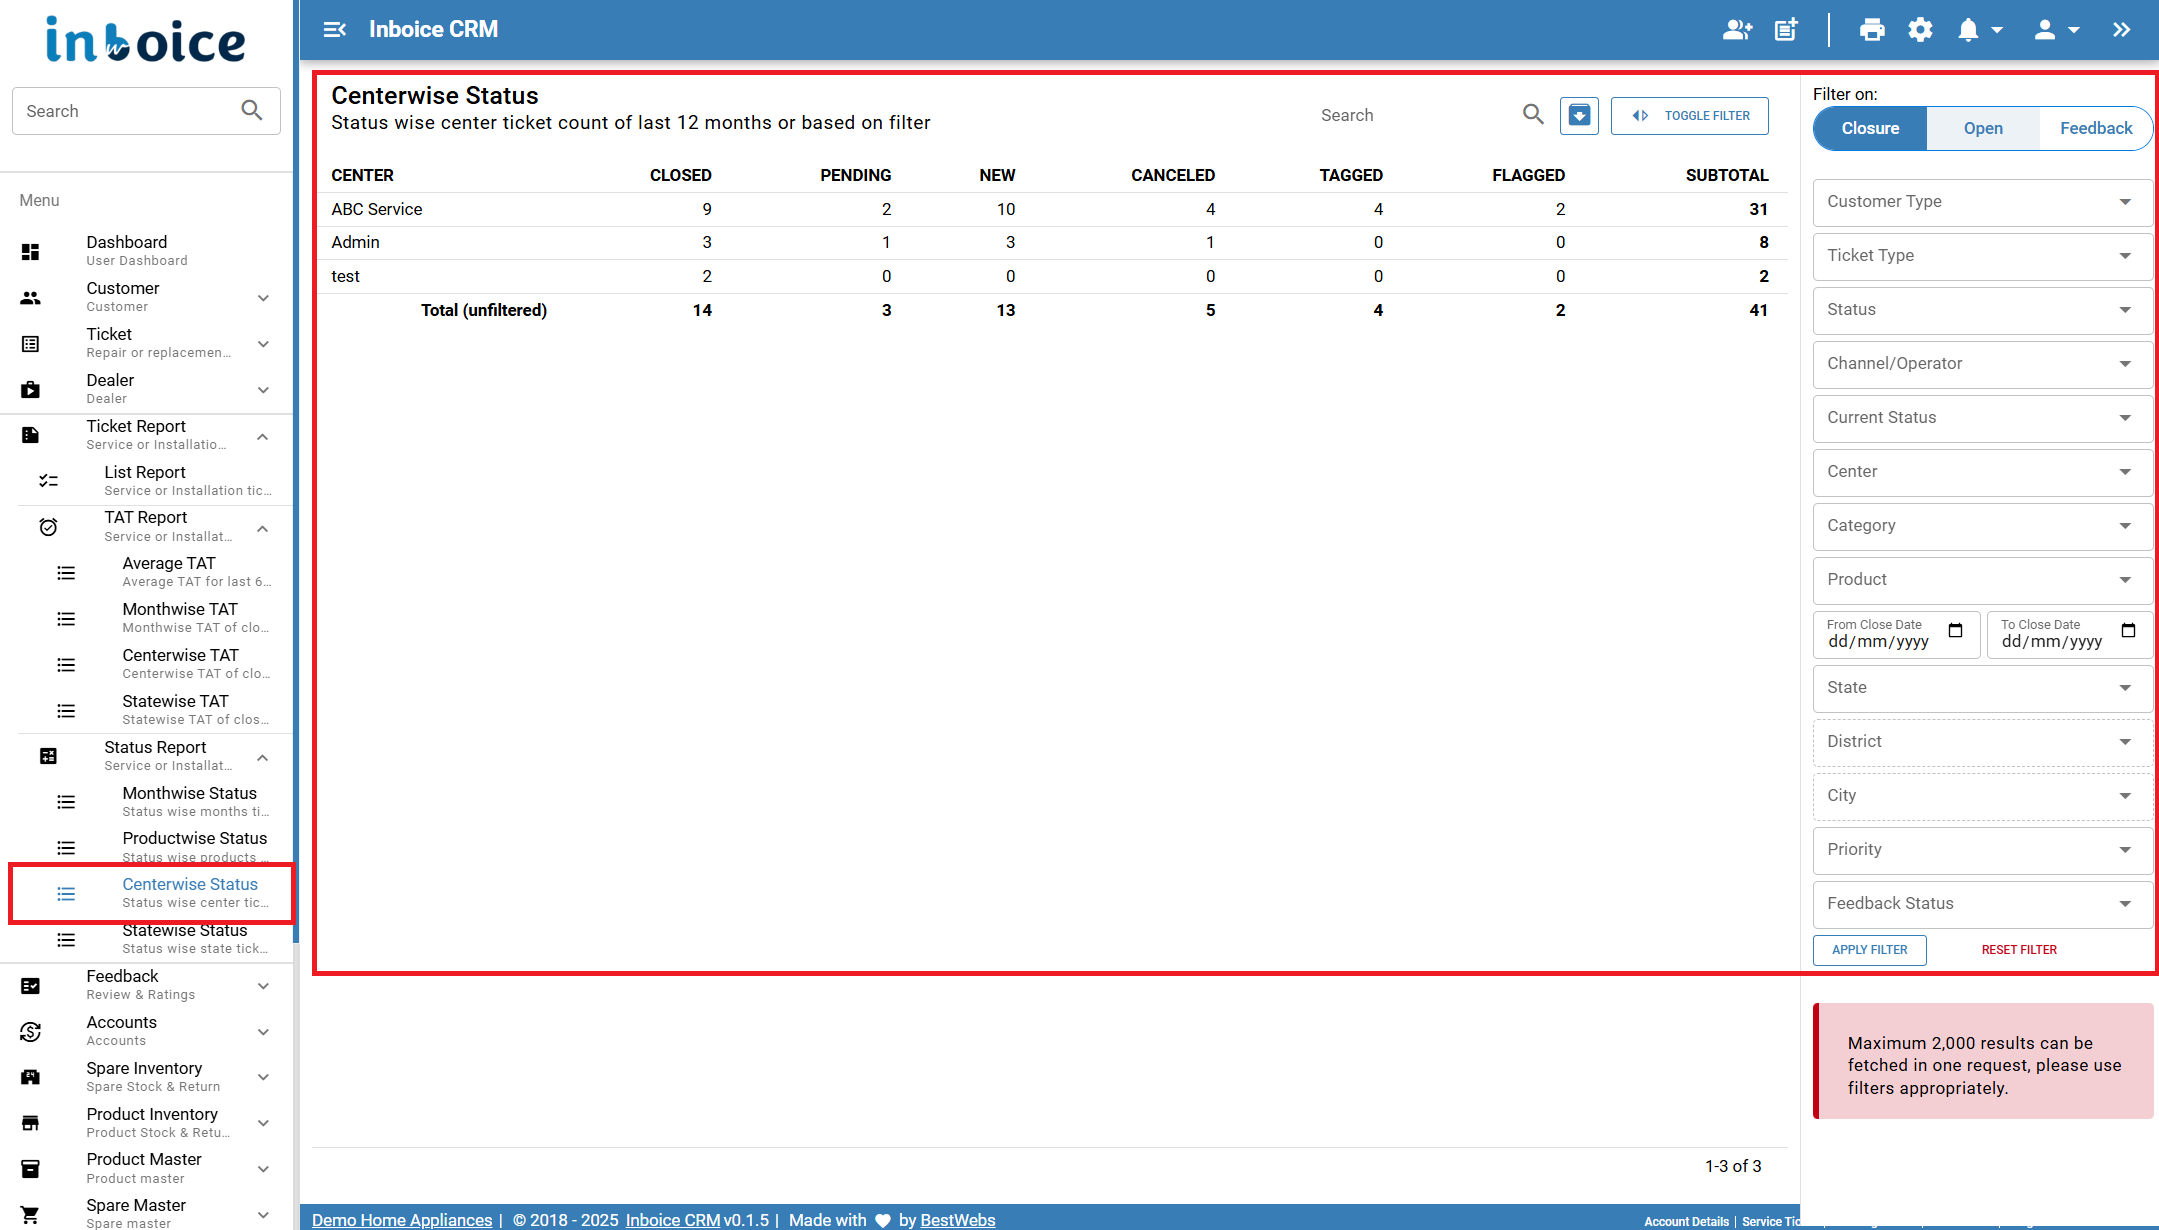 inboice
Search
Menu
Dashboard
User Dashboard
Customer
Customer
Ticket
Repair or replacemen...
Dealer
Dealer
Ticket Report
Service or Installatio...
List Report
Service or Installation tic...
TAT Report
Service or Installat...
Average TAT
Average TAT for last 6...
Monthwise TAT
Monthwise TAT of clo...
Centerwise TAT
Centerwise TAT of clo...
Statewise TAT
Statewise TAT of clos...
Status Report
Service or Installat...
Monthwise Status
Status wise months ti...
Productwise Status
Status wise products ...
Centerwise Status
Status wise center tic...
Statewise Status
Status wise state tick...
Feedback
Review & Ratings
Accounts
Accounts
Spare Inventory
Spare Stock & Return
Product Inventory
Product Stock & Retu...
Product Master
Product master
Spare Master
Spare master
Inboice CRM
Centerwise Status
Status wise center ticket count of last 12 months or based on filter
Search
TOGGLE FILTER
CENTER CLOSED PENDING NEW CANCELED TAGGED FLAGGED SUBTOTAL
ABC Service 9 2 10 4 4 2 31
Admin 3 1 3 1 0 0 8
test 2 0 0 0 0 0 2
Total (unfiltered) 14 3 13 5 4 2 41
1-3 of 3
Filter on:
Closure Open Feedback
Customer Type
Ticket Type
Status
Channel/Operator
Current Status
Center
Category
Product
From Close Date To Close Date
dd/mm/yyyy dd/mm/yyyy
State
District
City
Priority
Feedback Status
APPLY FILTER RESET FILTER
Maximum 2,000 results can be
fetched in one request, please use
filters appropriately.
Demo Home Appliances | © 2018 - 2025 Inboice CRM v0.1.5 | Made with by BestWebs
Account Details | Service